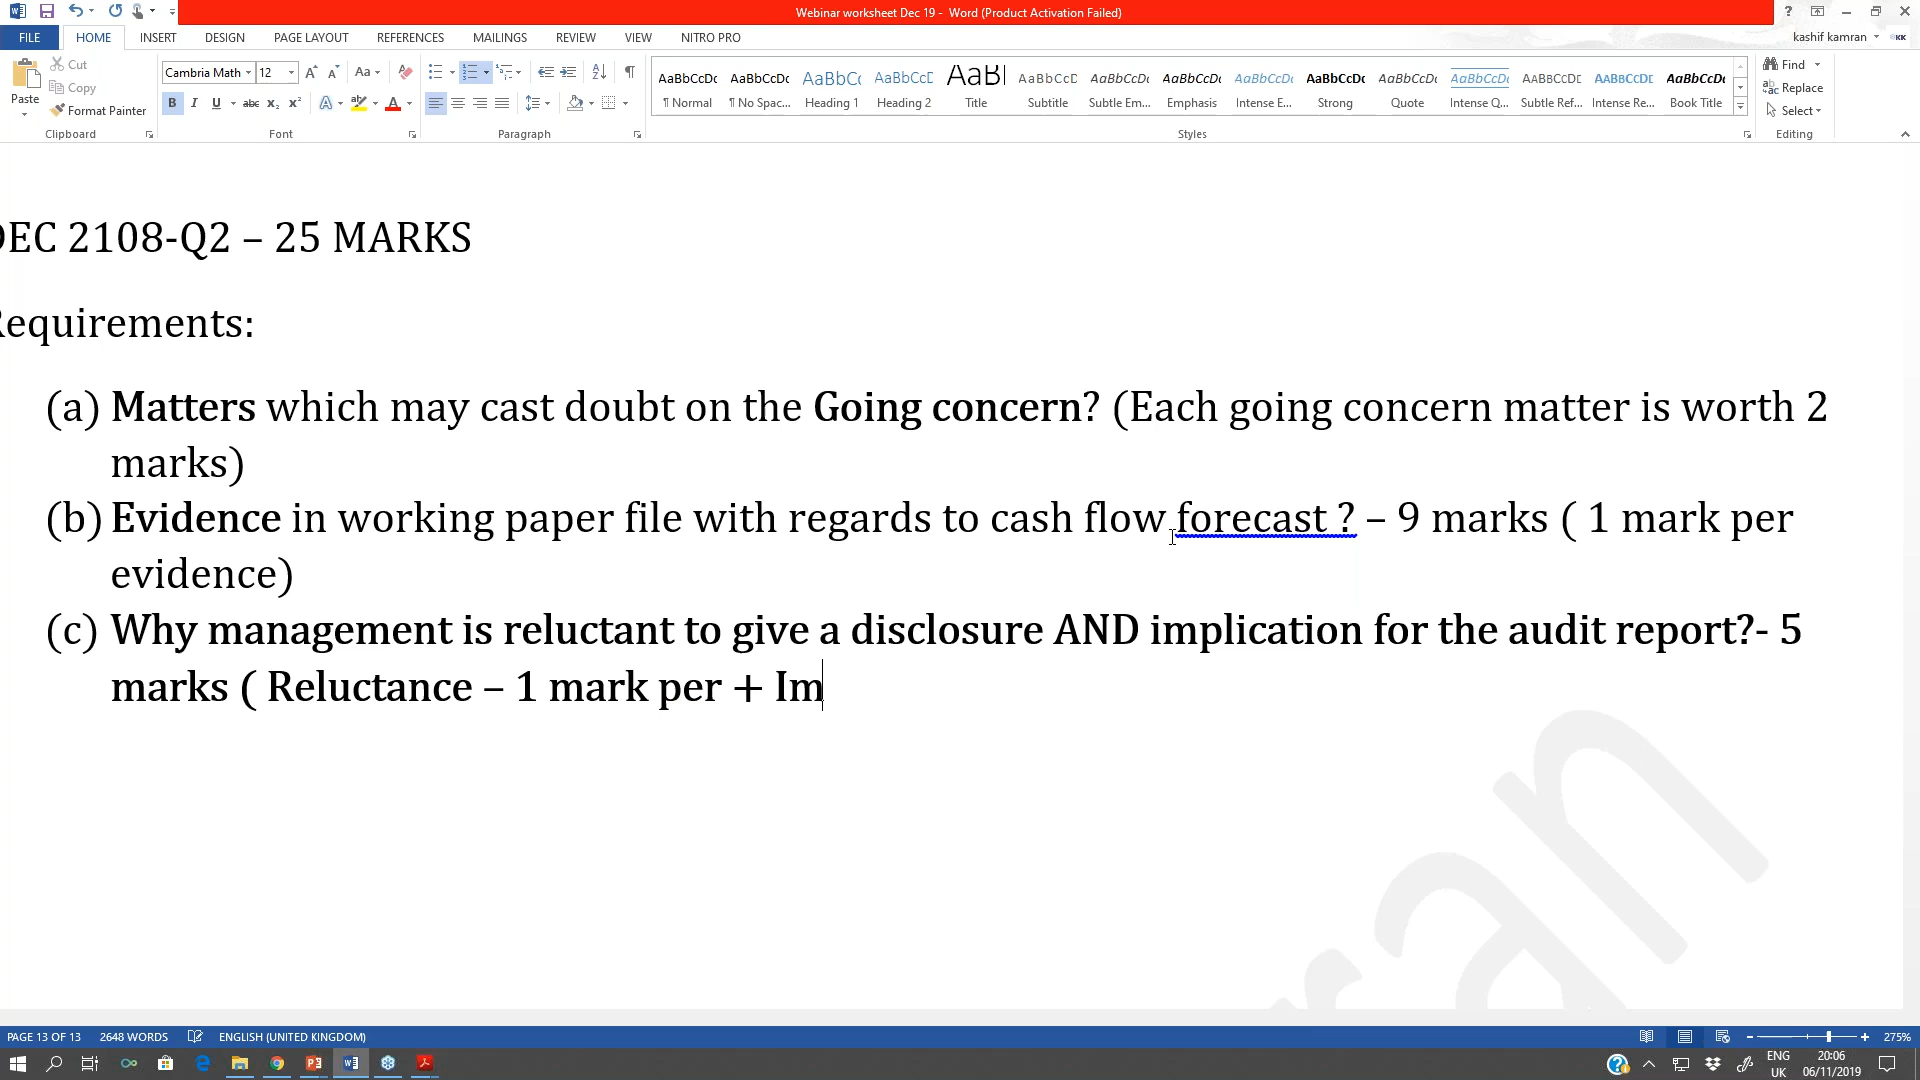 Webinar worksheet Dec 19 - Word (Product Activation Failed)
FILE HOME INSERT DESIGN PAGE LAYOUT REFERENCES MAILINGS REVIEW VIEW NITRO PRO
kashif kamran KK
Paste
Cut
Copy
Format Painter
Cambria Math 12
AaBbCcDc AaBbCcDc AaBbC( AaBbCcD AaB( AaBbCcD AaBbCcDc AaBbCcDc AaBbCcDc AaBbCcDc AaBbCcDc AaBbCcDc AABBCCDE AABBCCDE AaBbCcDc
¶ Normal ¶ No Spac... Heading 1 Heading 2 Title Subtitle Subtle Em... Emphasis Intense E... Strong Quote Intense Q... Subtle Ref... Intense Re... Book Title
Find
Replace
Select
Clipboard Font Paragraph Styles Editing
DEC 2108-Q2 – 25 MARKS
Requirements:
(a) Matters which may cast doubt on the Going concern? (Each going concern matter is worth 2
marks)
(b) Evidence in working paper file with regards to cash flow forecast ? – 9 marks ( 1 mark per
evidence)
(c) Why management is reluctant to give a disclosure AND implication for the audit report?- 5
marks ( Reluctance – 1 mark per + Im
ran
PAGE 13 OF 13 2648 WORDS ENGLISH (UNITED KINGDOM) 275%
ENG
UK
20:06
06/11/2019